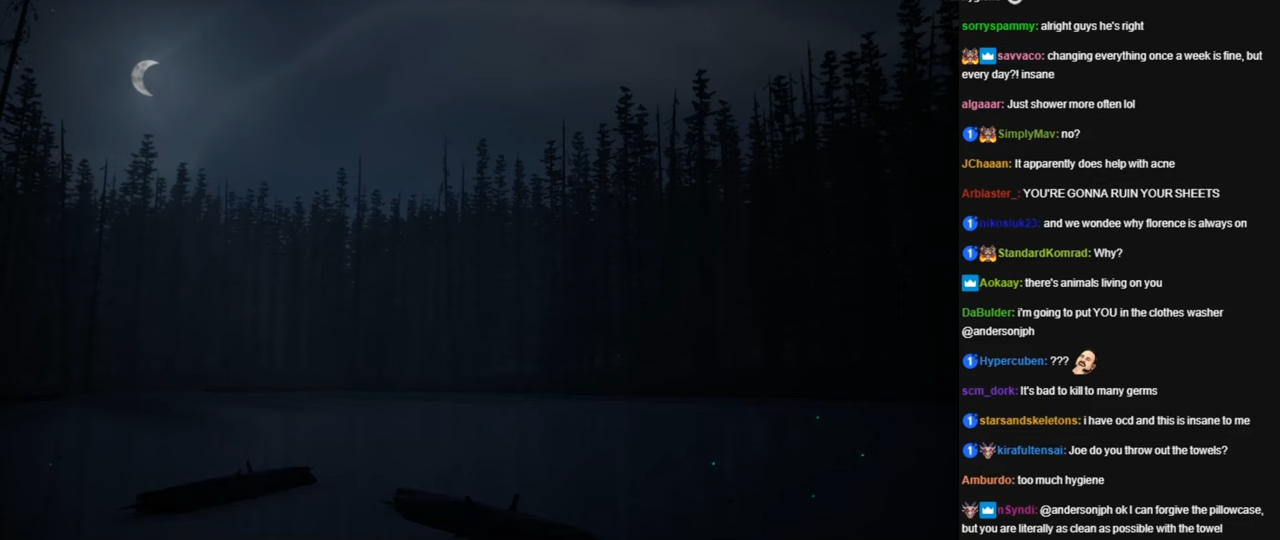 sorryspammy: alright guys he's right
savvaco: changing everything once a week is fine, but
every day?! insane
algaaar: Just shower more often lol
SimplyMav: no?
JChaaan: It apparently does help with acne
Arblaster_: YOU'RE GONNA RUIN YOUR SHEETS
nikosluk23: and we wondee why florence is always on
StandardKomrad: Why?
Aokaay: there's animals living on you
DaBulder: i'm going to put YOU in the clothes washer
@andersonjph
Hypercuben: ???
scm_dork: It's bad to kill to many germs
starsandskeletons: i have ocd and this is insane to me
kirafultensai: Joe do you throw out the towels?
Amburdo: too much hygiene
nSyndi: @andersonjph ok I can forgive the pillowcase,
but you are literally as clean as possible with the towel